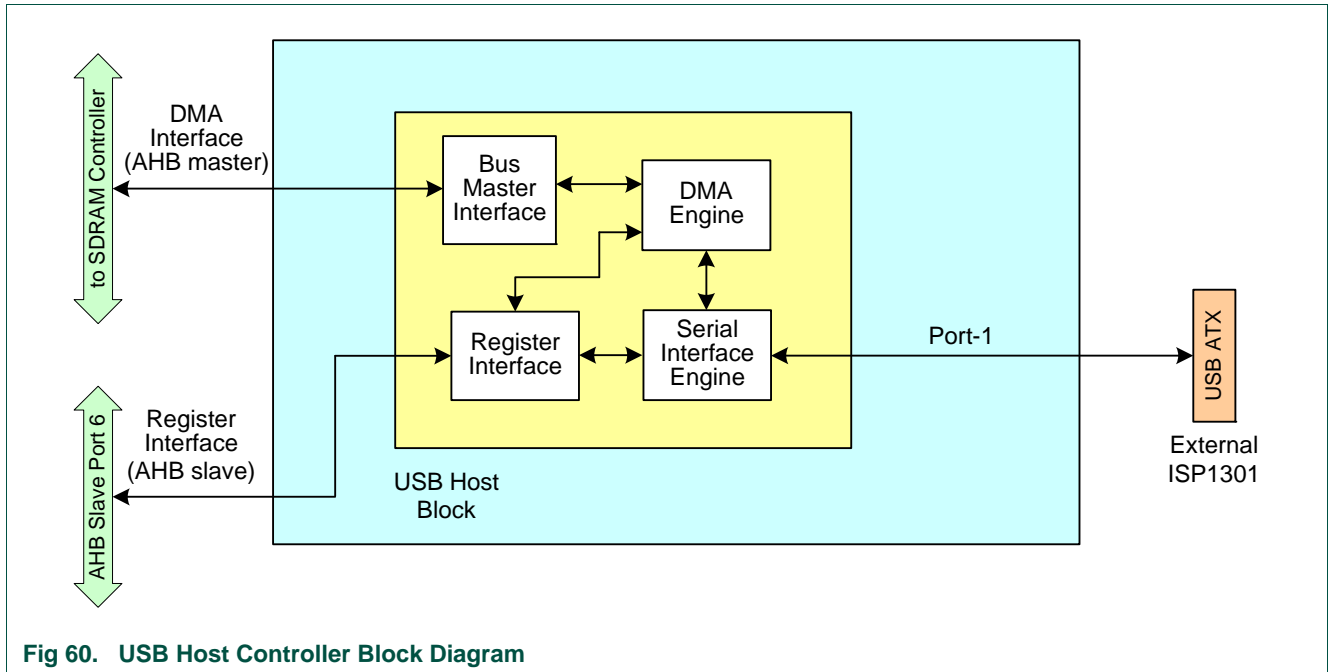 to SDRAM Controller
DMA
Interface
(AHB master)
Bus
Master
Interface
DMA
Engine
Register
Interface
Serial
Interface
Engine
Port-1
USB ATX
External
ISP1301
AHB Slave Port 6
Register
Interface
(AHB slave)
USB Host
Block
Fig 60. USB Host Controller Block Diagram